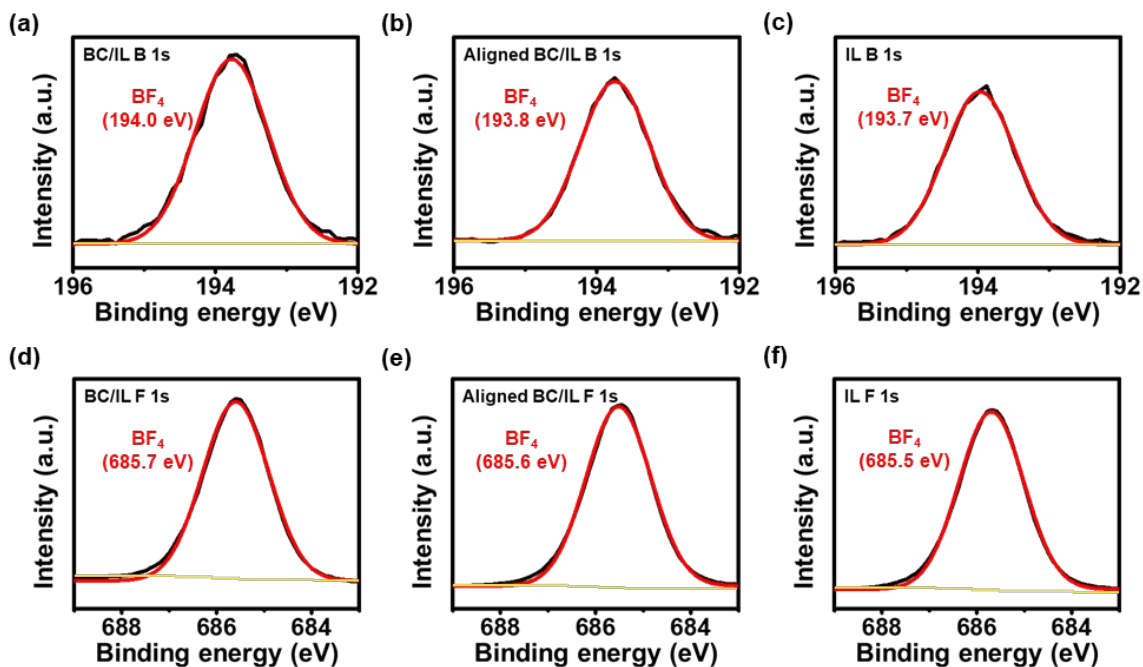 (a)
BC/IL B 1s
BF₄
(194.0 eV)
Intensity (a.u.)
196
194
192
Binding energy (eV)
(b)
Aligned BC/IL B 1s
BF₄
(193.8 eV)
Intensity (a.u.)
196
194
192
Binding energy (eV)
(c)
IL B 1s
BF₄
(193.7 eV)
Intensity (a.u.)
196
194
192
Binding energy (eV)
(d)
BC/IL F 1s
BF₄
(685.7 eV)
Intensity (a.u.)
688
686
684
Binding energy (eV)
(e)
Aligned BC/IL F 1s
BF₄
(685.6 eV)
Intensity (a.u.)
688
686
684
Binding energy (eV)
(f)
IL F 1s
BF₄
(685.5 eV)
Intensity (a.u.)
688
686
684
Binding energy (eV)